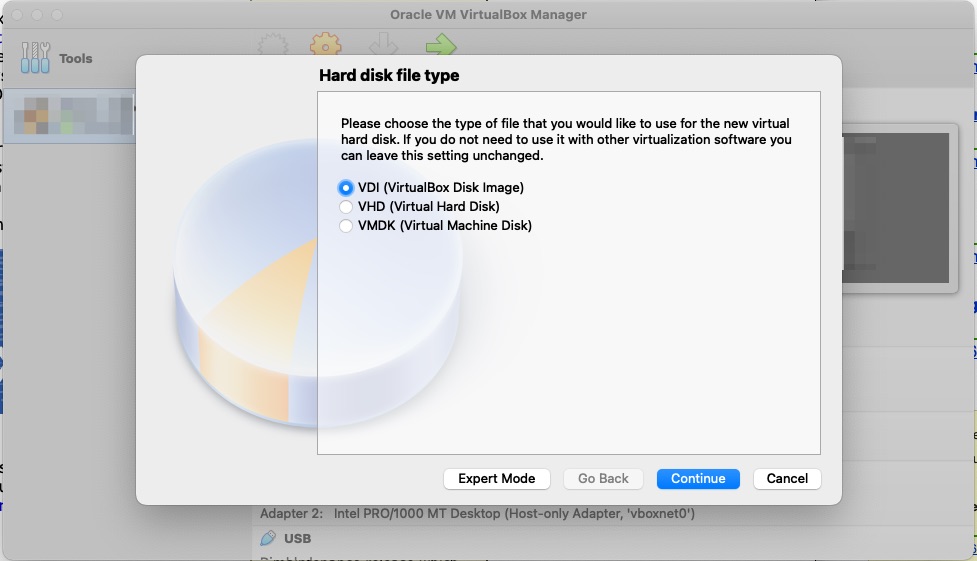 Oracle VM VirtualBox Manager
Tools
Hard disk file type
Please choose the type of file that you would like to use for the new virtual
hard disk. If you do not need to use it with other virtualization software you
can leave this setting unchanged.
VDI (VirtualBox Disk Image)
VHD (Virtual Hard Disk)
VMDK (Virtual Machine Disk)
Expert Mode
Go Back
Continue
Cancel
Adapter 2: Intel PRO/1000 MT Desktop (Host-only Adapter, 'vboxnet0')
USB